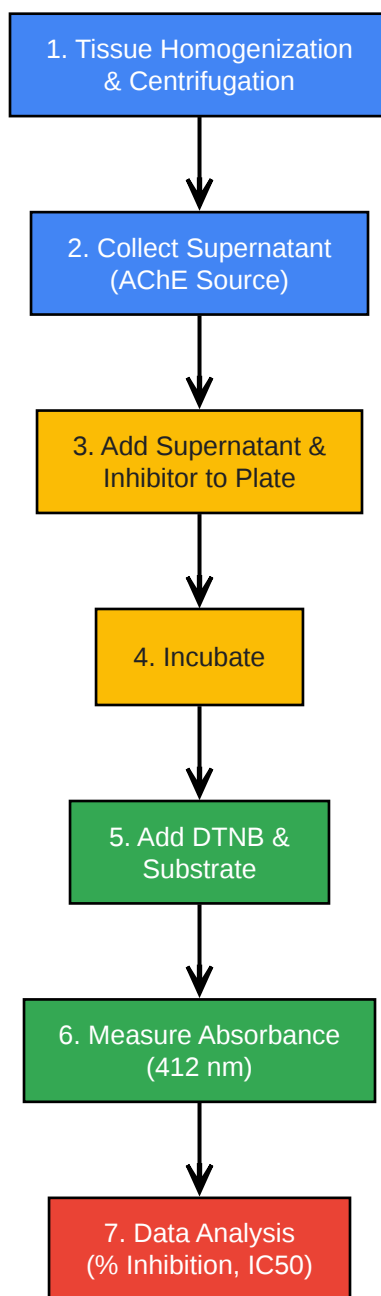 1. Tissue Homogenization
& Centrifugation
2. Collect Supernatant
(AChE Source)
3. Add Supernatant &
Inhibitor to Plate
4. Incubate
5. Add DTNB &
Substrate
6. Measure Absorbance
(412 nm)
7. Data Analysis
(% Inhibition, IC50)